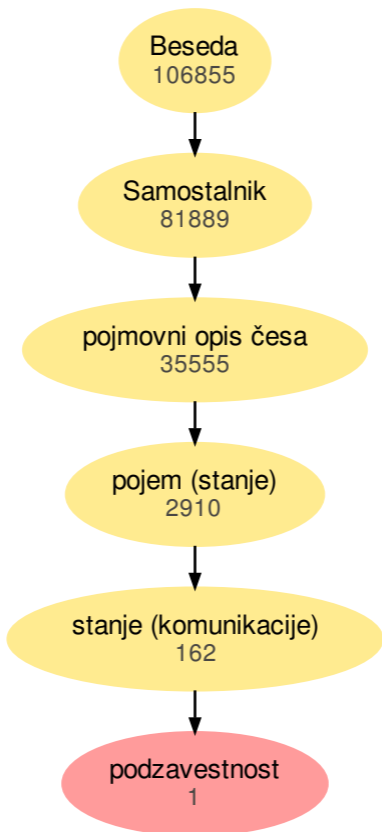 Beseda
106855
Samostalnik
81889
pojmovni opis česa
35555
pojem (stanje)
2910
stanje (komunikacije)
162
podzavestnost
1